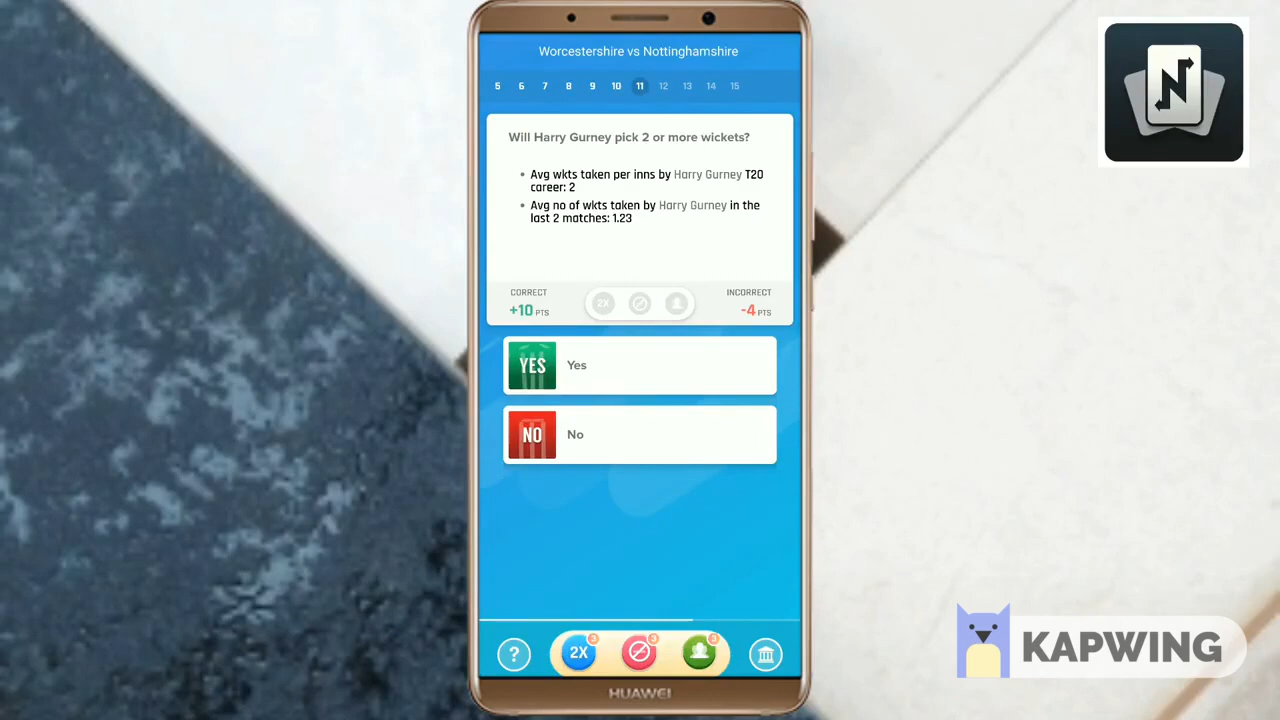 Worcestershire vs Nottinghamshire
5 6 7 8 9 10 11 12 13 14 15
Will Harry Gurney pick 2 or more wickets?
• Avg wkts taken per inns by Harry Gurney T20
career: 2
• Avg no of wkts taken by Harry Gurney in the
last 2 matches: 1.23
CORRECT
+10 PTS
2X
INCORRECT
-4 PTS
YES Yes
NO No
? 2X 3 3 3
HUAWEI
N
KAPWING